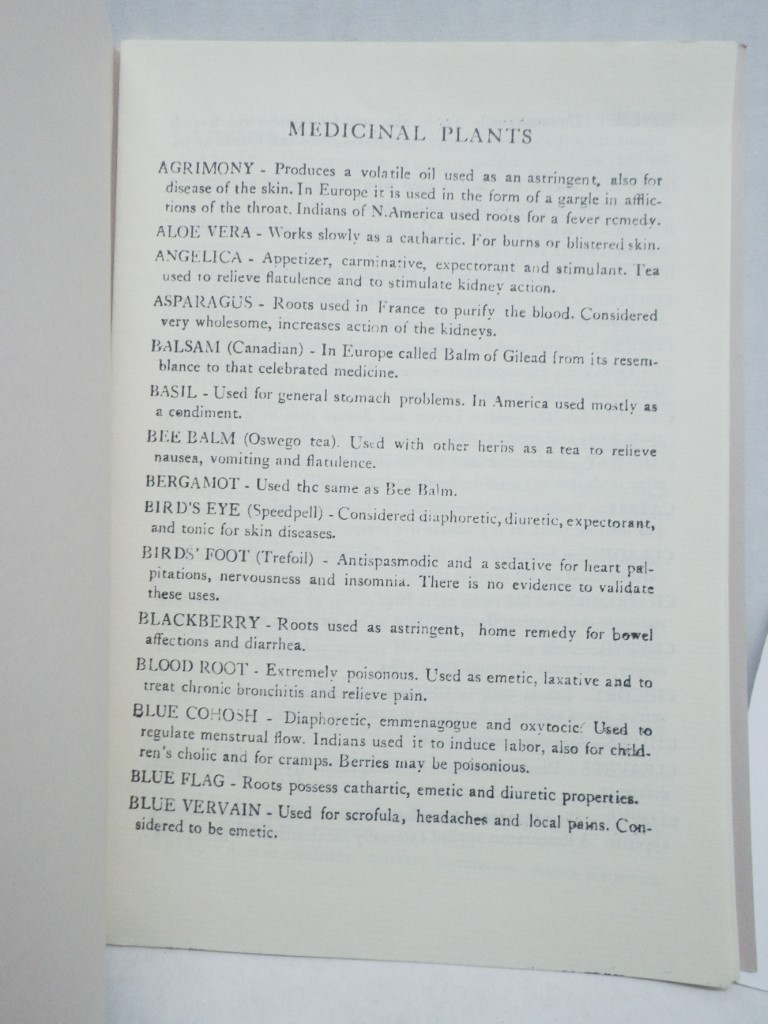 MEDICINAL PLANTS
AGRIMONY - Produces a volatile oil used as an astringent, also for
disease of the skin. In Europe it is used in the form of a gargle in afflic-
tions of the throat. Indians of N.America used roots for a fever remedy.
ALOE VERA - Works slowly as a cathartic. For burns or blistered skin.
ANGELICA - Appetizer, carminative, expectorant and stimulant. Tea
used to relieve flatulence and to stimulate kidney action.
ASPARAGUS - Roots used in France to purify the blood. Considered
very wholesome, increases action of the kidneys.
BALSAM (Canadian) - In Europe called Balm of Gilead from its resem-
blance to that celebrated medicine.
BASIL - Used for general stomach problems. In America used mostly as
a condiment.
BEE BALM (Oswego tea). Used with other herbs as a tea to relieve
nausea, vomiting and flatulence.
BERGAMOT - Used the same as Bee Balm.
BIRD'S EYE (Speedpell) - Considered diaphoretic, diuretic, expectorant,
and tonic for skin diseases.
BIRDS' FOOT (Trefoil) - Antispasmodic and a sedative for heart pal-
pitations, nervousness and insomnia. There is no evidence to validate
these uses.
BLACKBERRY - Roots used as astringent, home remedy for bowel
affections and diarrhea.
BLOOD ROOT - Extremely poisonous. Used as emetic, laxative and to
treat chronic bronchitis and relieve pain.
BLUE COHOSH - Diaphoretic, emmenagogue and oxytocic. Used to
regulate menstrual flow. Indians used it to induce labor, also for child-
ren's cholic and for cramps. Berries may be poisonious.
BLUE FLAG - Roots possess cathartic, emetic and diuretic properties.
BLUE VERVAIN - Used for scrofula, headaches and local pains. Con-
sidered to be emetic.